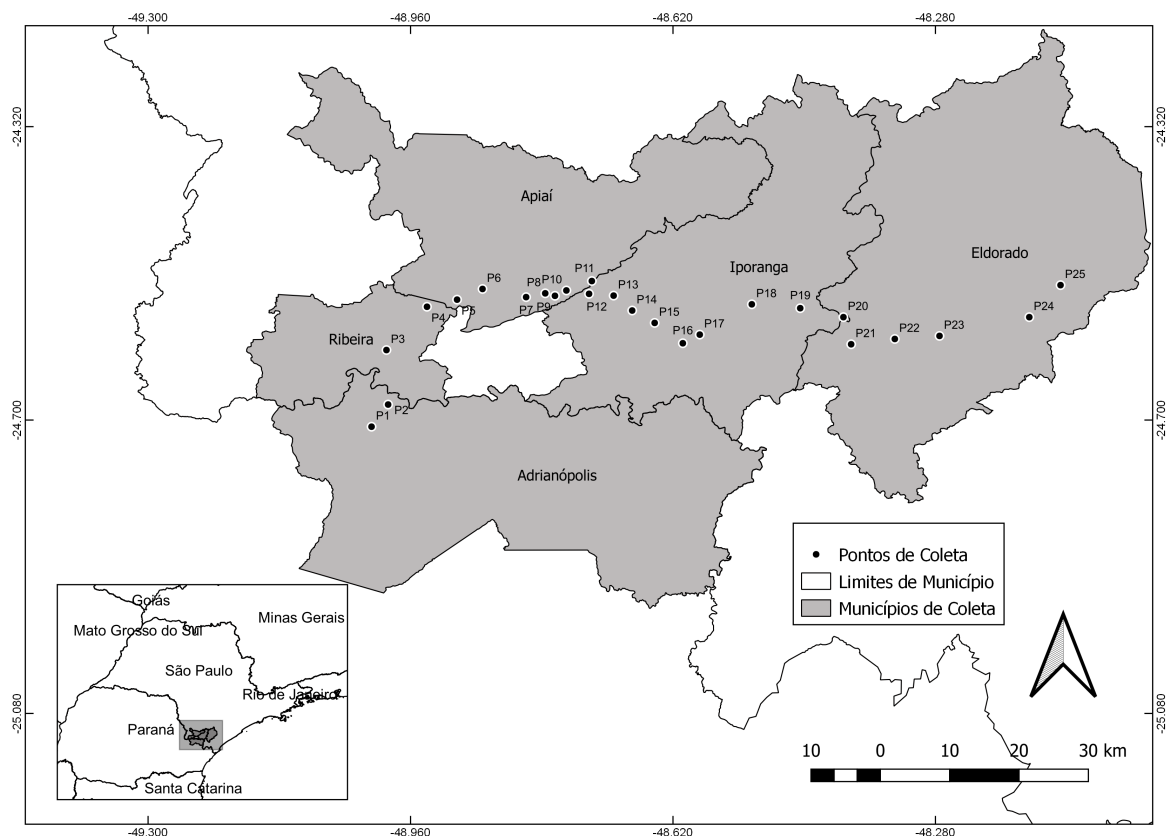 -49.300
-48.960
-48.620
-48.280
-24.320
-24.320
Apiaí
Eldorado
Iporanga
P11
P25
P6
P8
P10
P13
P18
P19
P5
P7
P9
P12
P14
P20
P24
P4
P15
Ribeira
P3
P16
P17
P21
P22
P23
P2
P1
-24.700
-24.700
Adrianópolis
Pontos de Coleta
Limites de Município
Municípios de Coleta
Goiás
Minas Gerais
Mato Grosso do Sul
São Paulo
Rio de Janeiro
Paraná
Santa Catarina
-25.080
-25.080
10 0 10 20 30 km
-49.300
-48.960
-48.620
-48.280